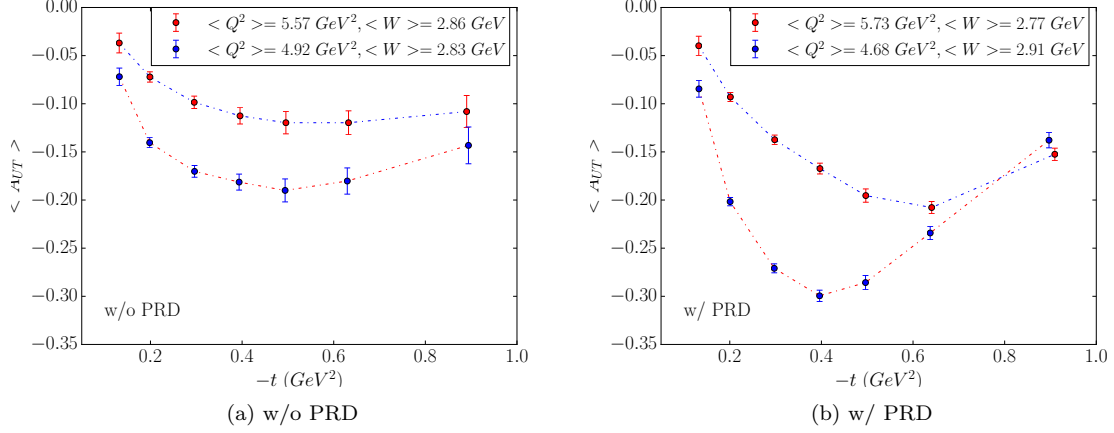 0.00
−0.05
−0.10
−0.15
−0.20
−0.25
−0.30
−0.35
< A_UT >
< Q² >= 5.57 GeV², < W >= 2.86 GeV
< Q² >= 4.92 GeV², < W >= 2.83 GeV
w/o PRD
0.2 0.4 0.6 0.8 1.0
−t (GeV²)
(a) w/o PRD
0.00
−0.05
−0.10
−0.15
−0.20
−0.25
−0.30
−0.35
< A_UT >
< Q² >= 5.73 GeV², < W >= 2.77 GeV
< Q² >= 4.68 GeV², < W >= 2.91 GeV
w/ PRD
0.2 0.4 0.6 0.8 1.0
−t (GeV²)
(b) w/ PRD